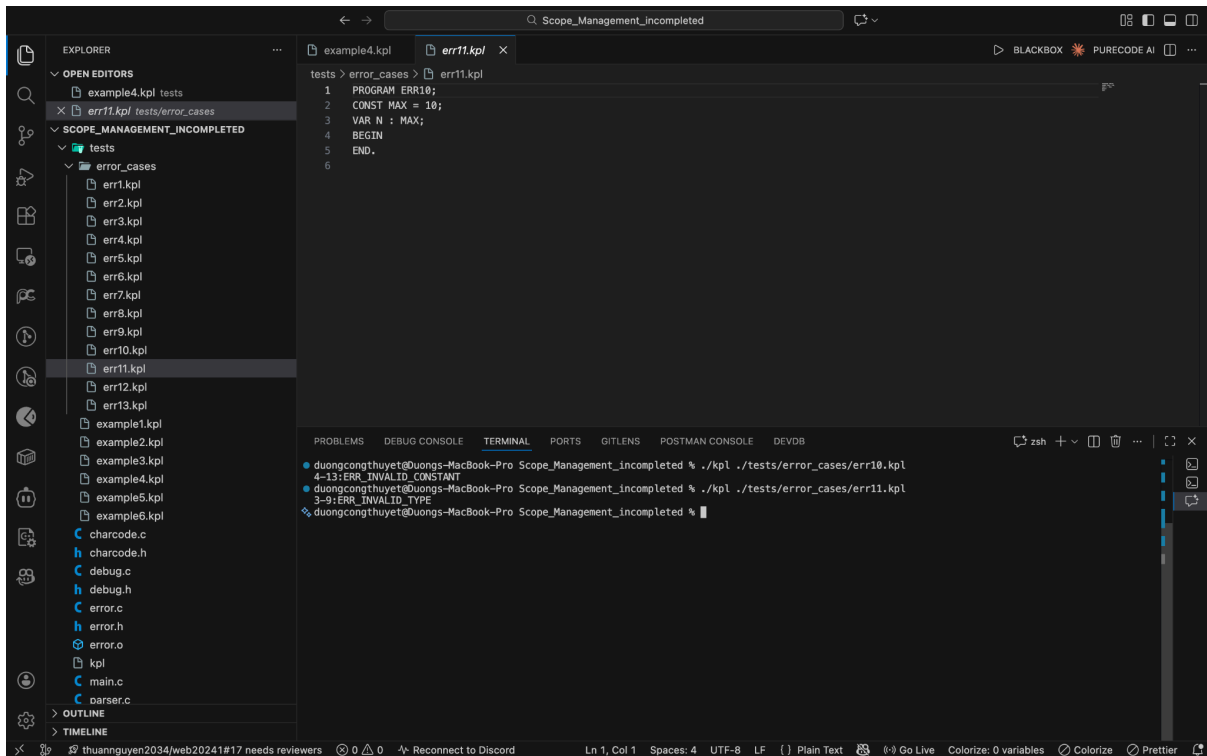 Scope_Management_incompleted
EXPLORER
OPEN EDITORS
example4.kpl tests
err11.kpl tests/error_cases
SCOPE_MANAGEMENT_INCOMPLETED
tests
error_cases
err1.kpl
err2.kpl
err3.kpl
err4.kpl
err5.kpl
err6.kpl
err7.kpl
err8.kpl
err9.kpl
err10.kpl
err11.kpl
err12.kpl
err13.kpl
example1.kpl
example2.kpl
example3.kpl
example4.kpl
example5.kpl
example6.kpl
C charcode.c
h charcode.h
C debug.c
h debug.h
C error.c
h error.h
error.o
kpl
C main.c
C parser.c
OUTLINE
TIMELINE
example4.kpl err11.kpl
BLACKBOX PURECODE AI
tests > error_cases > err11.kpl
1 PROGRAM ERR10;
2 CONST MAX = 10;
3 VAR N : MAX;
4 BEGIN
5 END.
6
PROBLEMS DEBUG CONSOLE TERMINAL PORTS GITLENS POSTMAN CONSOLE DEVDB
zsh
duongcongthuyet@Duongs-MacBook-Pro Scope_Management_incompleted % ./kpl ./tests/error_cases/err10.kpl
4-13:ERR_INVALID_CONSTANT
duongcongthuyet@Duongs-MacBook-Pro Scope_Management_incompleted % ./kpl ./tests/error_cases/err11.kpl
3-9:ERR_INVALID_TYPE
duongcongthuyet@Duongs-MacBook-Pro Scope_Management_incompleted %
thuannguyen2034/web20241#17 needs reviewers 0 0 Reconnect to Discord Ln 1, Col 1 Spaces: 4 UTF-8 LF {} Plain Text Go Live Colorize: 0 variables Colorize Prettier